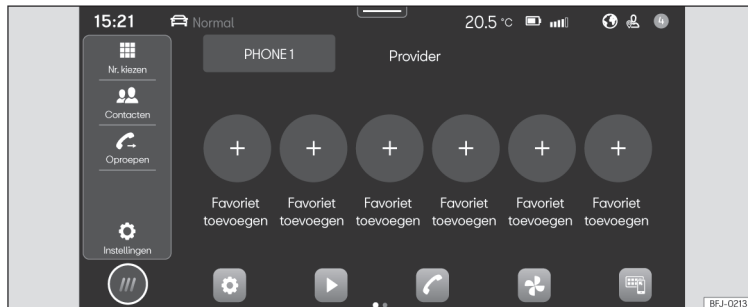 15:21 Normal 20.5 °C 4
Nr. kiezen
Contacten
Oproepen
Instellingen
PHONE 1 Provider
Favoriet Favoriet Favoriet Favoriet Favoriet Favoriet
toevoegen toevoegen toevoegen toevoegen toevoegen toevoegen
BFJ-0213